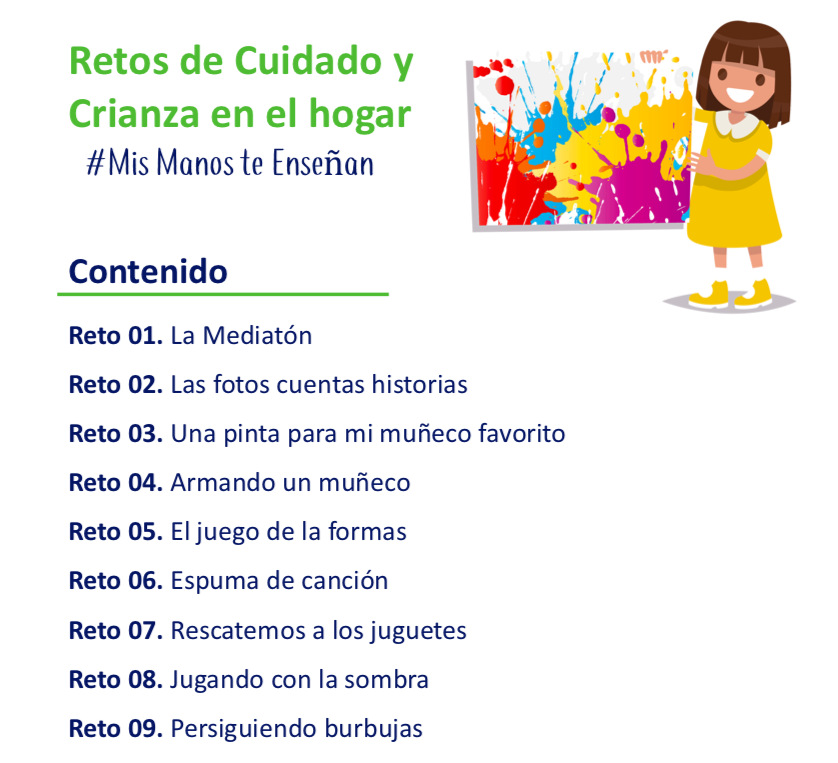 Retos de Cuidado y
Crianza en el hogar
#Mis Manos te Enseñan
Contenido
Reto 01. La Mediatón
Reto 02. Las fotos cuentas historias
Reto 03. Una pinta para mi muñeco favorito
Reto 04. Armando un muñeco
Reto 05. El juego de la formas
Reto 06. Espuma de canción
Reto 07. Rescatemos a los juguetes
Reto 08. Jugando con la sombra
Reto 09. Persiguiendo burbujas